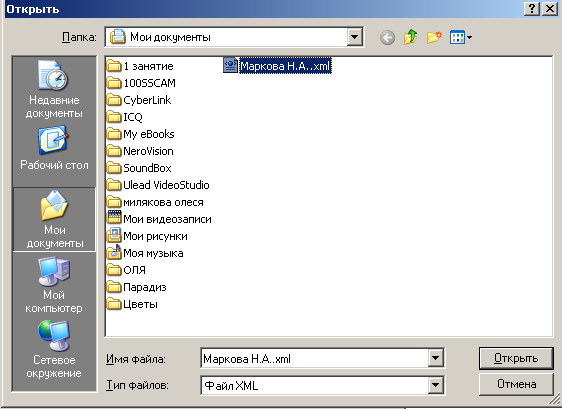 Открыть
Папка:
Мои документы
Недавние
документы
Рабочий стол
Мои
документы
Мой
компьютер
Сетевое
окружение
1 занятие
100SSCAM
CyberLink
ICQ
My eBooks
NeroVision
SoundBox
Ulead VideoStudio
милякова олеся
Мои видеозаписи
Мои рисунки
Моя музыка
ОЛЯ
Парадиз
Цветы
Маркова Н.А..xml
Имя файла:
Маркова Н.А..xml
Открыть
Тип файлов:
Файл XML
Отмена